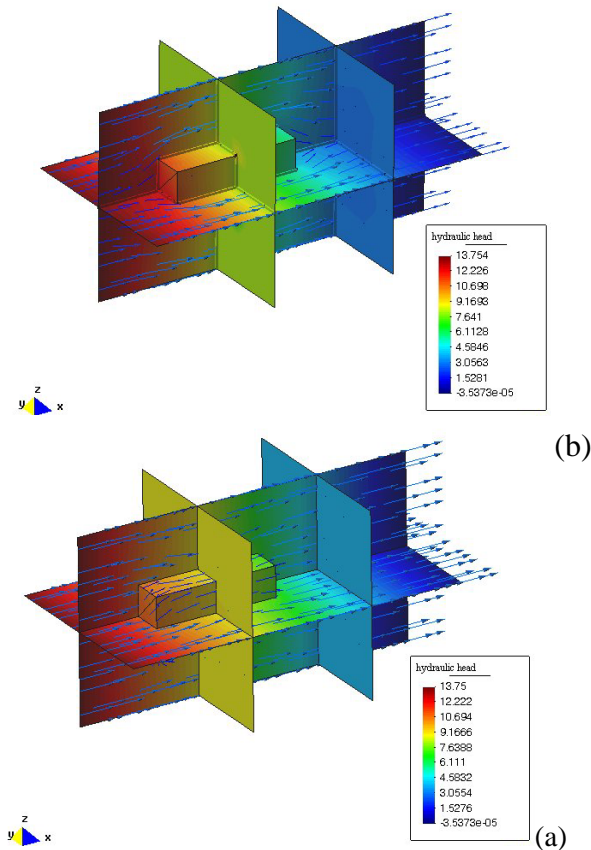 hydraulic head
13.754
12.226
10.698
9.1693
7.641
6.1128
4.5846
3.0563
1.5281
-3.5373e-05
z
y x
(b)
hydraulic head
13.75
12.222
10.694
9.1666
7.6388
6.111
4.5832
3.0554
1.5276
-3.5373e-05
z
y x
(a)